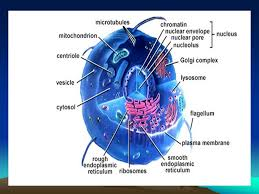 microtubules
mitochondrion
centriole
vesicle
cytosol
rough
endoplasmic
reticulum
ribosomes
smooth
endoplasmic
reticulum
chromatin
nuclear envelope
nuclear pore
nucleolus
nucleus
Golgi complex
lysosome
flagellum
plasma membrane